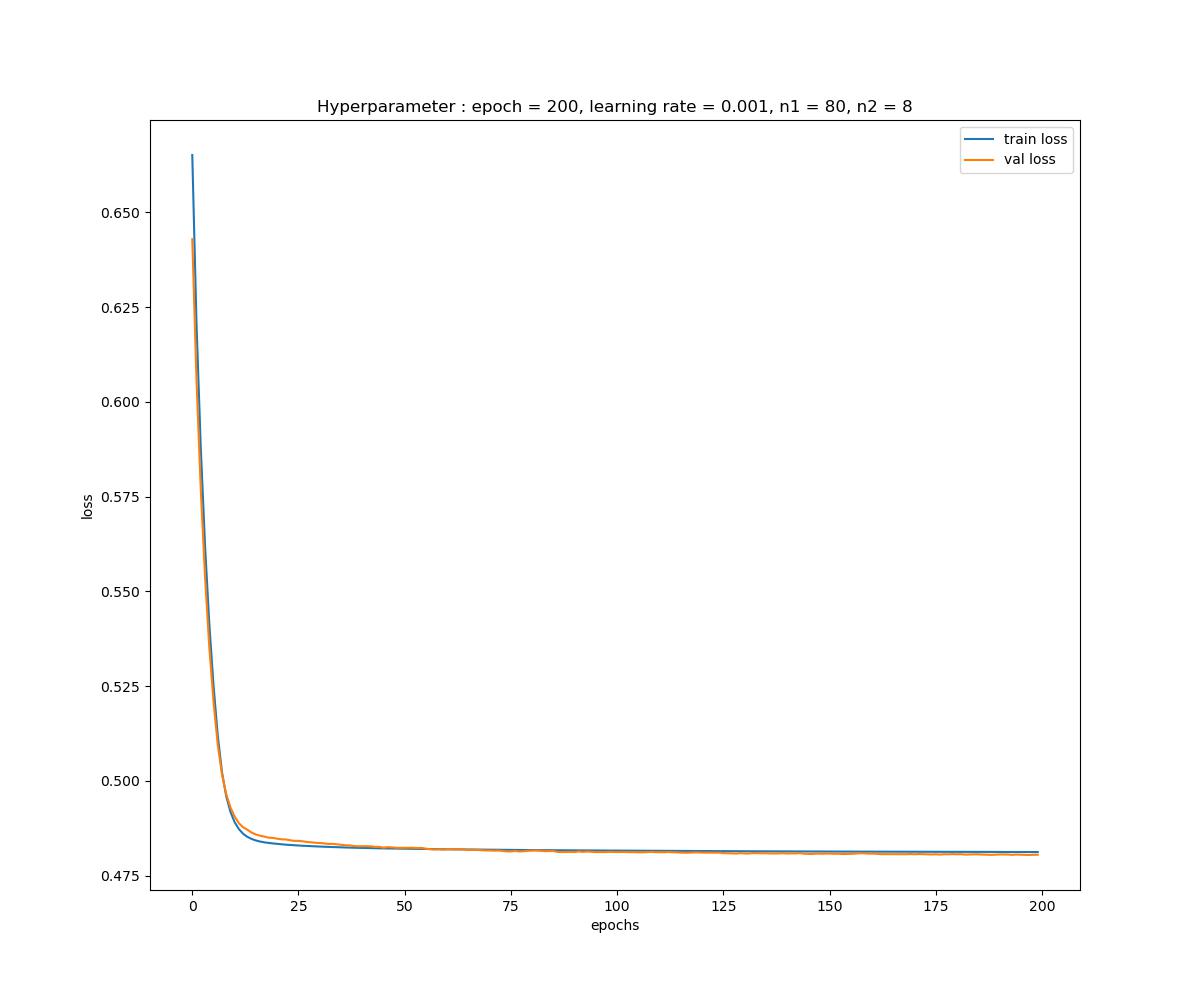 Hyperparameter : epoch = 200, learning rate = 0.001, n1 = 80, n2 = 8
train loss
val loss
0.650
0.625
0.600
0.575
0.550
0.525
0.500
0.475
loss
0 25 50 75 100 125 150 175 200
epochs